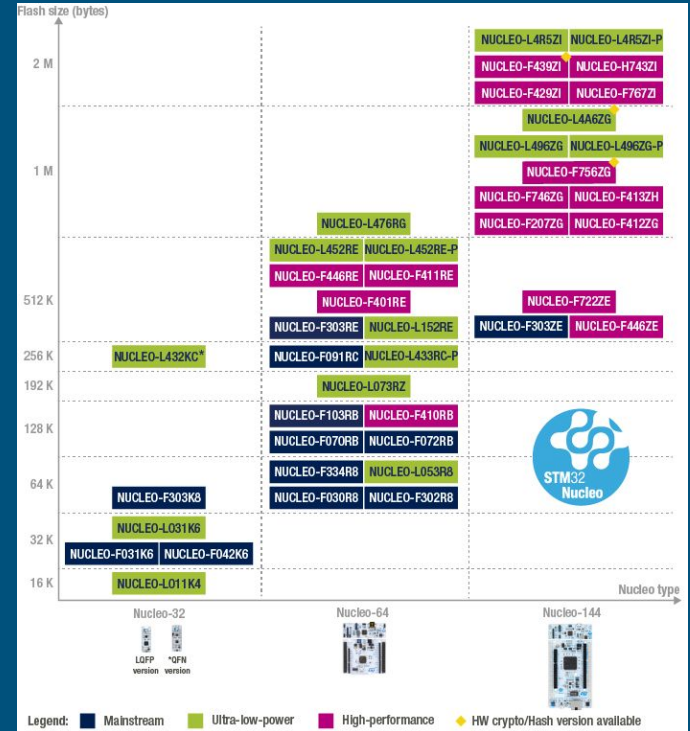 Flash size (bytes)
2 M
NUCLEO-L4R5ZI NUCLEO-L4R5ZI-P
NUCLEO-F439ZI NUCLEO-H743ZI
NUCLEO-F429ZI NUCLEO-F767ZI
NUCLEO-L4A6ZG
NUCLEO-L496ZG NUCLEO-L496ZG-P
1 M
NUCLEO-F756ZG
NUCLEO-F746ZG NUCLEO-F413ZH
NUCLEO-L476RG
NUCLEO-F207ZG NUCLEO-F412ZG
NUCLEO-L452RE NUCLEO-L452RE-P
NUCLEO-F446RE NUCLEO-F411RE
512 K
NUCLEO-F401RE
NUCLEO-F722ZE
NUCLEO-F303RE NUCLEO-L152RE
NUCLEO-F303ZE NUCLEO-F446ZE
256 K
NUCLEO-L432KC*
NUCLEO-F091RC NUCLEO-L433RC-P
192 K
NUCLEO-L073RZ
128 K
NUCLEO-F103RB NUCLEO-F410RB
NUCLEO-F070RB NUCLEO-F072RB
64 K
NUCLEO-F334R8 NUCLEO-L053R8
NUCLEO-F303K8
NUCLEO-F030R8 NUCLEO-F302R8
STM32
Nucleo
32 K
NUCLEO-L031K6
NUCLEO-F031K6 NUCLEO-F042K6
16 K
NUCLEO-L011K4
Nucleo type
Nucleo-32
Nucleo-64
Nucleo-144
LQFP version
*QFN version
Legend: Mainstream Ultra-low-power High-performance HW crypto/Hash version available